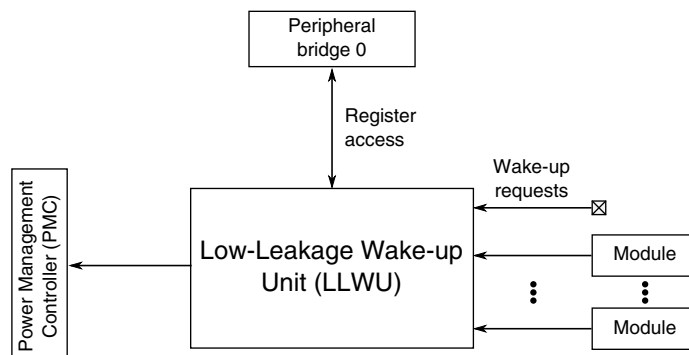 Peripheral
bridge 0
Register
access
Wake-up
requests
Power Management
Controller (PMC)
Low-Leakage Wake-up
Unit (LLWU)
Module
Module